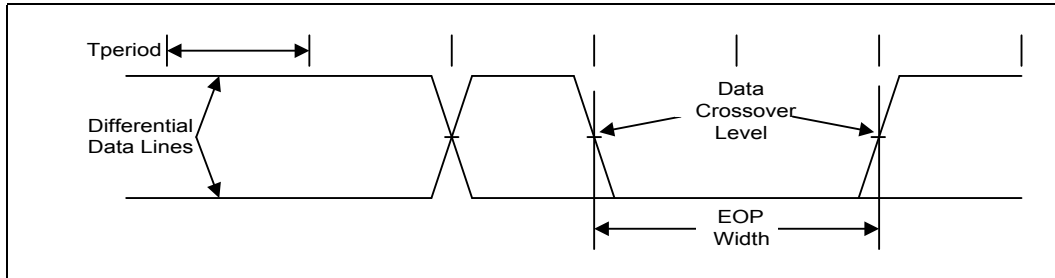 Tperiod
Differential
Data Lines
Data
Crossover
Level
EOP
Width